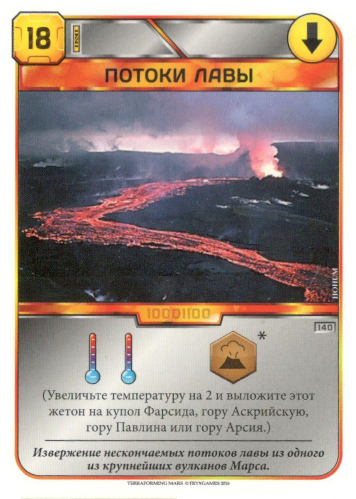 18
ПОТОКИ ЛАВЫ
HOHUM
10001100
140
*
(Увеличьте температуру на 2 и выложите этот
жетон на купол Фарсида, гору Аскрийскую,
гору Павлина или гору Арсия.)
Извержение нескончаемых потоков лавы из одного
из крупнейших вулканов Марса.
TERRAFORMING MARS © FRYXGAMES 2016